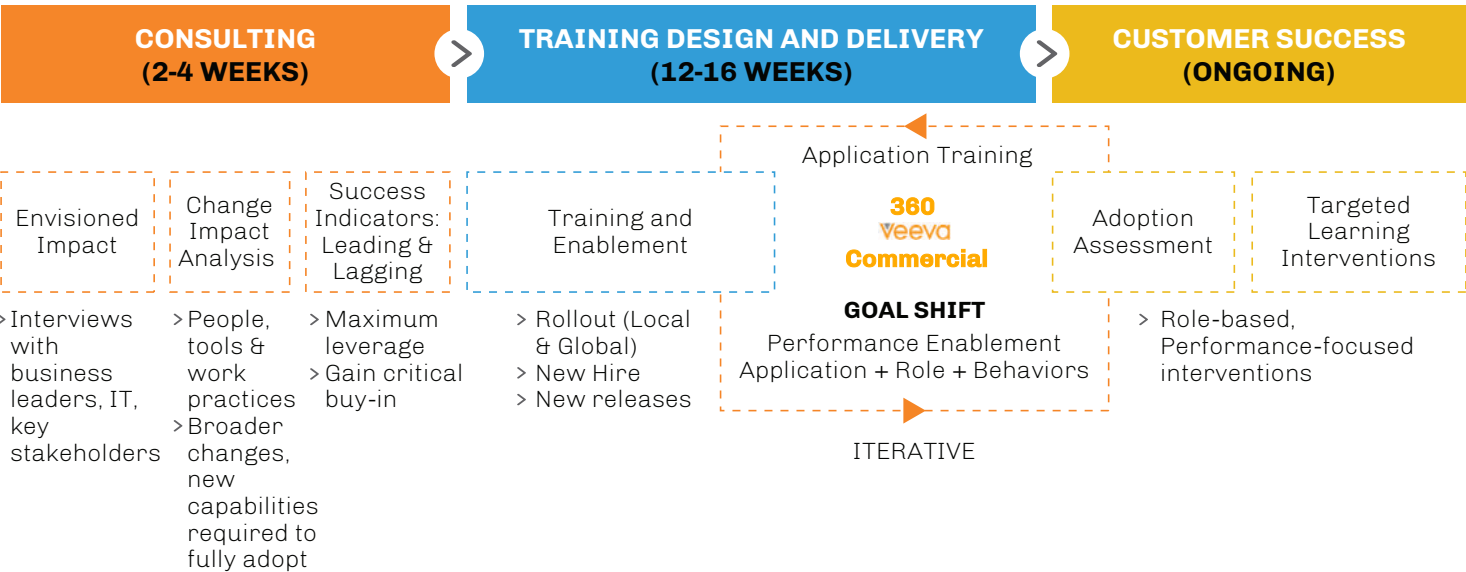 CONSULTING
(2-4 WEEKS)
>
TRAINING DESIGN AND DELIVERY
(12-16 WEEKS)
>
CUSTOMER SUCCESS
(ONGOING)
Envisioned
Impact
> Interviews
with
business
leaders, IT,
key
stakeholders
Change
Impact
Analysis
> People,
tools &
work
practices
> Broader
changes,
new
capabilities
required to
fully adopt
Success
Indicators:
Leading &
Lagging
> Maximum
leverage
> Gain critical
buy-in
Training and
Enablement
> Rollout (Local
& Global)
> New Hire
> New releases
Application Training
360
Veeva
Commercial
GOAL SHIFT
Performance Enablement
Application + Role + Behaviors
ITERATIVE
Adoption
Assessment
Targeted
Learning
Interventions
> Role-based,
Performance-focused
interventions